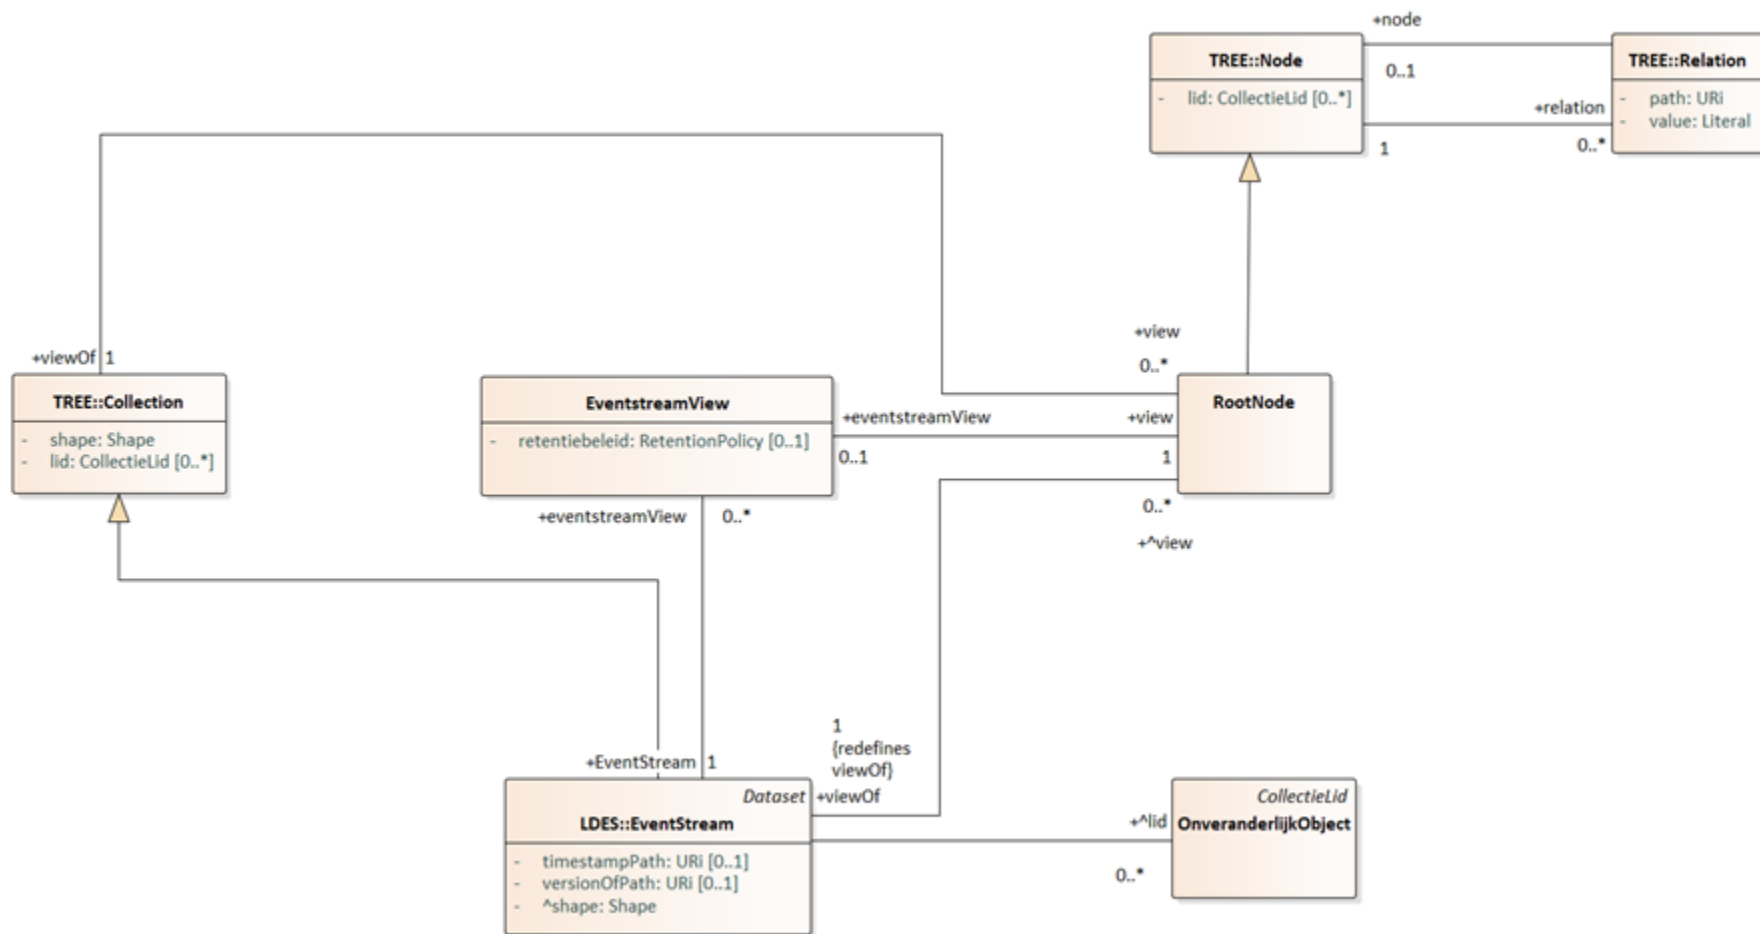 +node
TREE::Node
0..1
TREE::Relation
- lid: CollectieLid [0..*]
+relation
- path: URi
- value: Literal
1
0..*
+view
0..*
+viewOf 1
TREE::Collection
- shape: Shape
- lid: CollectieLid [0..*]
EventstreamView
- retentiebeleid: RetentionPolicy [0..1]
+eventstreamView
+view
0..1
1
RootNode
+eventstreamView
0..*
0..*
+^view
1
{redefines
viewOf}
+EventStream 1
+viewOf
Dataset
LDES::EventStream
- timestampPath: URi [0..1]
- versionOfPath: URi [0..1]
- ^shape: Shape
+^lid
0..*
CollectieLid
OnveranderlijkObject